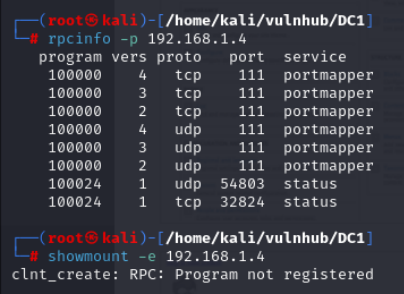 ┌──(root㉿kali)-[/home/kali/vulnhub/DC1]
└─# rpcinfo -p 192.168.1.4
   program vers proto   port  service
    100000    4   tcp    111  portmapper
    100000    3   tcp    111  portmapper
    100000    2   tcp    111  portmapper
    100000    4   udp    111  portmapper
    100000    3   udp    111  portmapper
    100000    2   udp    111  portmapper
    100024    1   udp  54803  status
    100024    1   tcp  32824  status
┌──(root㉿kali)-[/home/kali/vulnhub/DC1]
└─# showmount -e 192.168.1.4
clnt_create: RPC: Program not registered